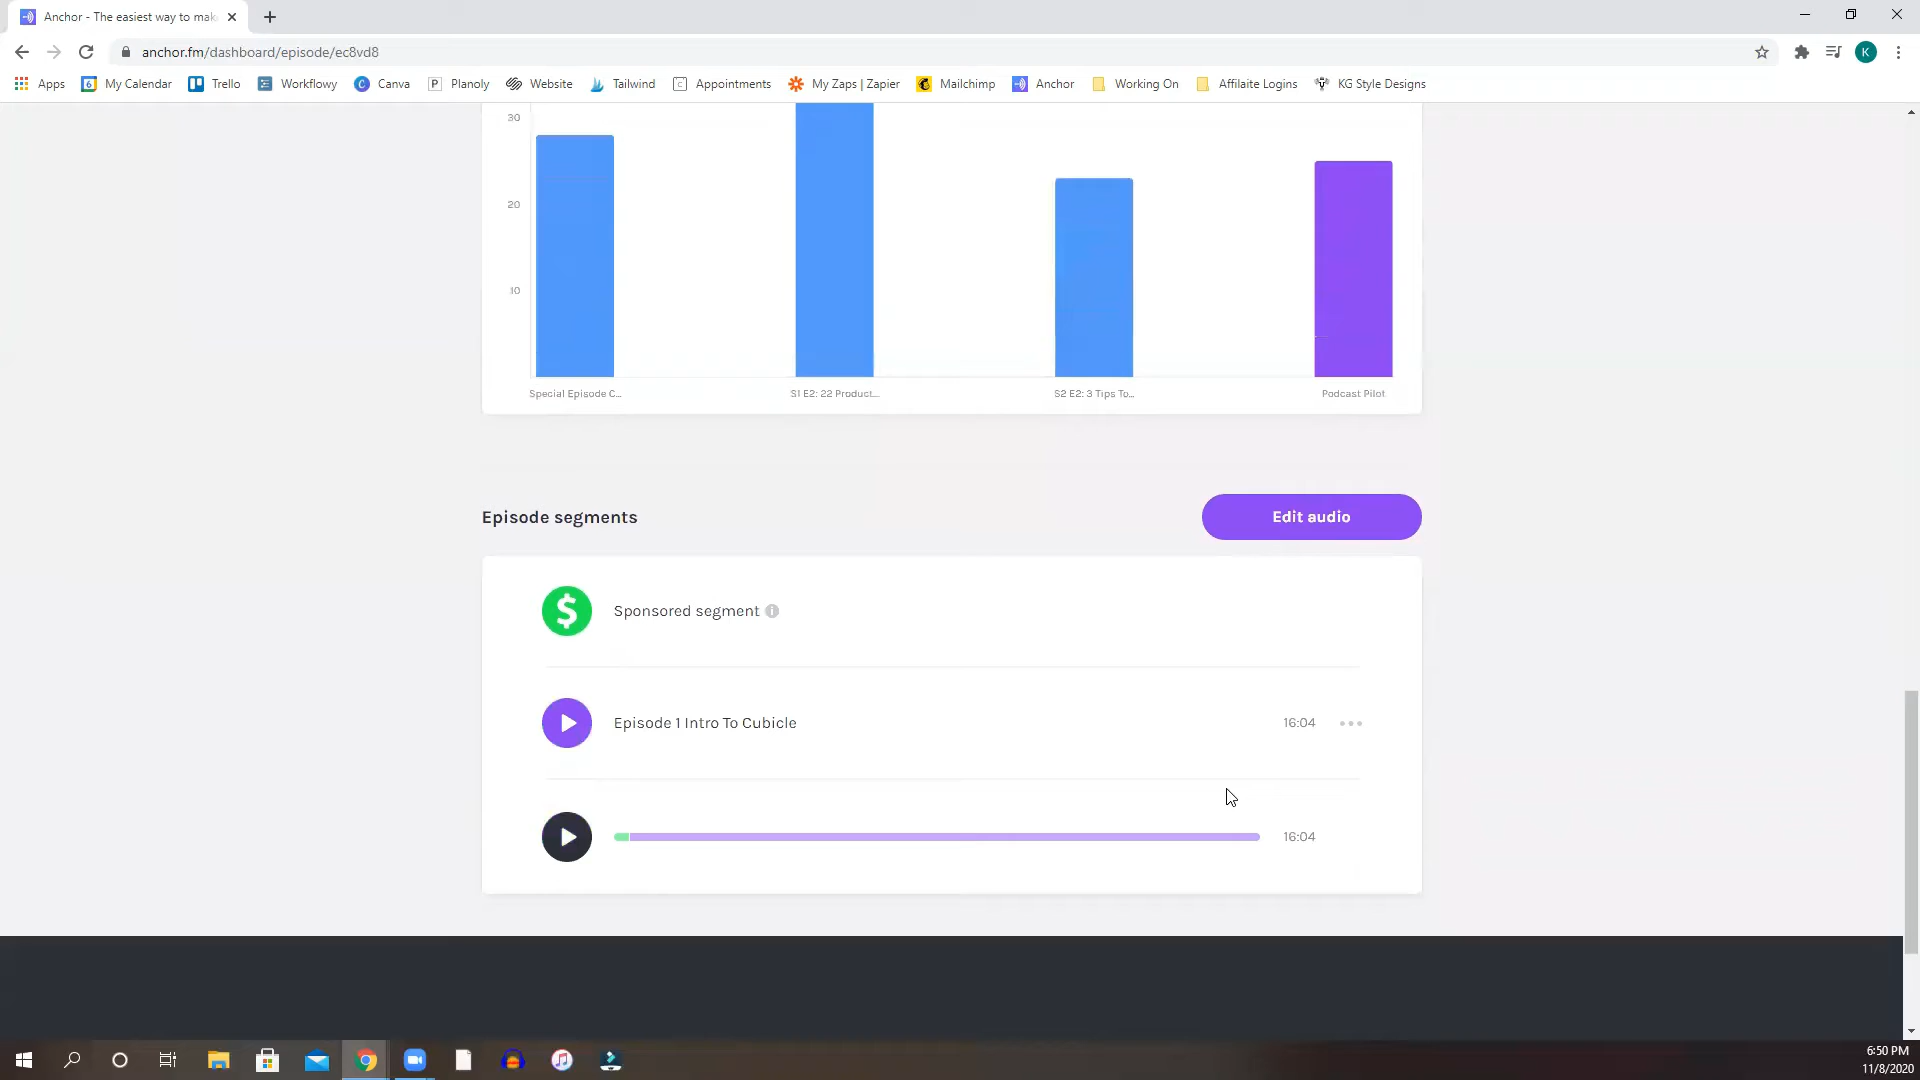 Anchor - The easiest way to mak
anchor.fm/dashboard/episode/ec8vd8
K
Apps 6 My Calendar Trello Workflowy C Canva P Planoly Website Tailwind C Appointments My Zaps | Zapier Mailchimp Anchor Working On Affilaite Logins KG Style Designs
30
20
10
Special Episode C... S1 E2: 22 Product... S2 E2: 3 Tips To... Podcast Pilot
Episode segments Edit audio
$ Sponsored segment i
Episode 1 Intro To Cubicle 16:04
16:04
6:50 PM
11/8/2020